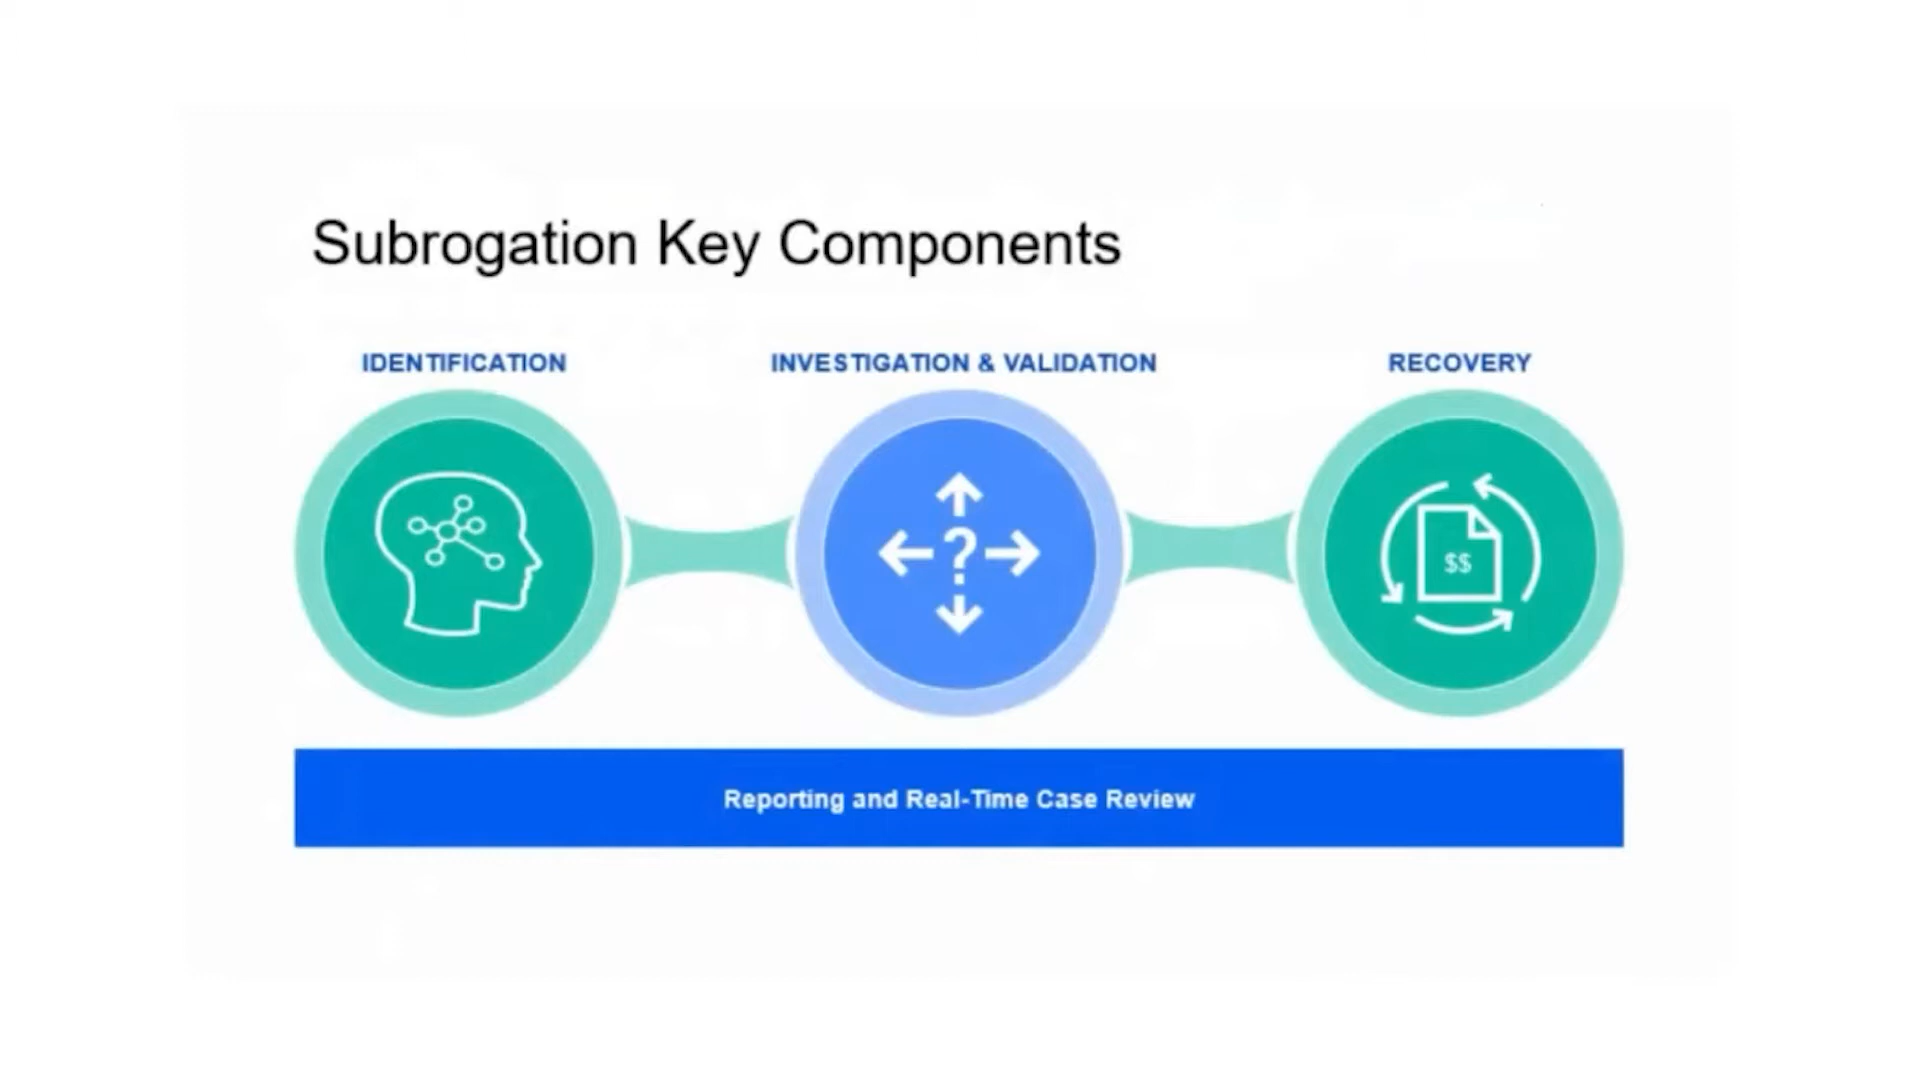 Subrogation Key Components
IDENTIFICATION
INVESTIGATION & VALIDATION
RECOVERY
?
$$
Reporting and Real-Time Case Review